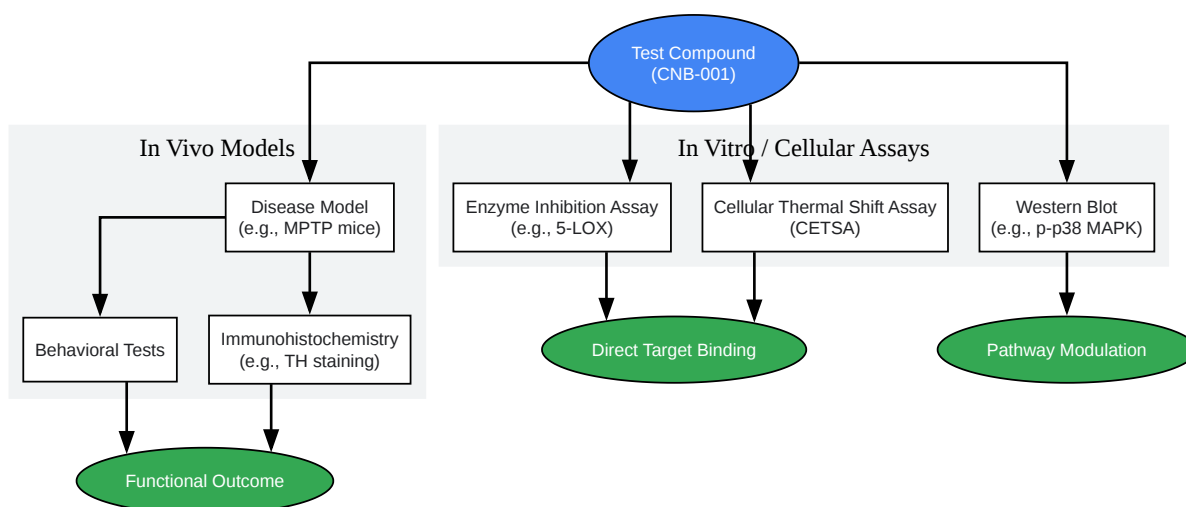 Test Compound
(CNB-001)
In Vivo Models
In Vitro / Cellular Assays
Disease Model
(e.g., MPTP mice)
Enzyme Inhibition Assay
(e.g., 5-LOX)
Cellular Thermal Shift Assay
(CETSA)
Western Blot
(e.g., p-p38 MAPK)
Behavioral Tests
Immunohistochemistry
(e.g., TH staining)
Direct Target Binding
Pathway Modulation
Functional Outcome